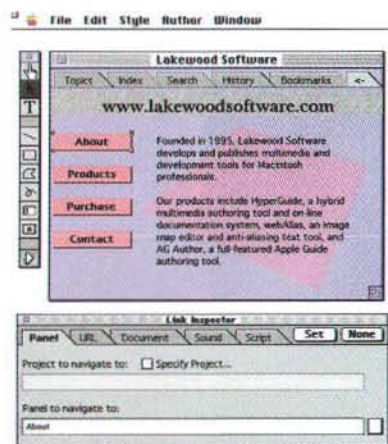 File Edit Style Author Window
Lakewood Software
Topics Index Search History Bookmarks <-
www.lakewoodsoftware.com
About
Products
Purchase
Contact
Founded in 1995, Lakewood Software
develops and publishes multimedia and
development tools for Macintosh
professionals.
Our products include HyperGuide, a hybrid
multimedia authoring tool and on-line
documentation system, webAlias, an image
map editor and anti-aliasing text tool, and
AG Author, a full-featured Apple Guide
authoring tool.
T
Link Inspector
Panel URL Document Sound Script Set None
Project to navigate to: Specify Project...
Panel to navigate to:
About